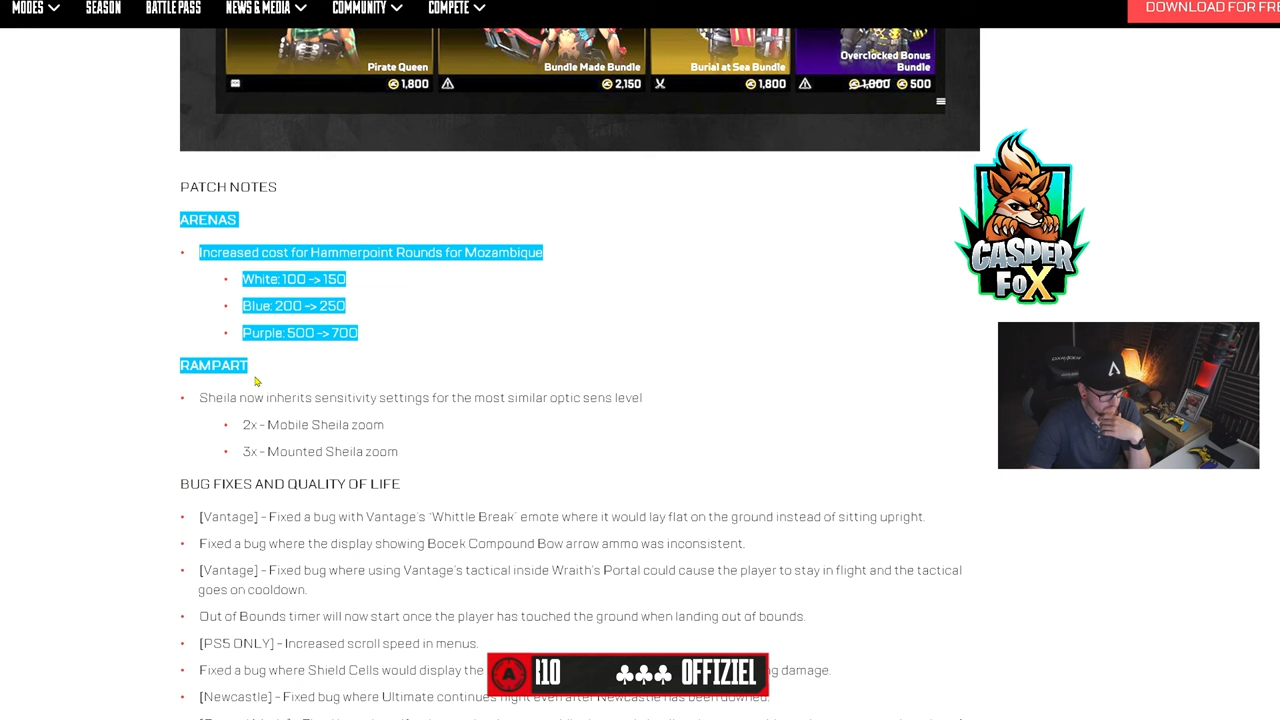 MODES SEASON BATTLE PASS NEWS & MEDIA COMMUNITY COMPETE DOWNLOAD FOR FRE
Pirate Queen
1,800
Bundle Made Bundle
2,150
Burial at Sea Bundle
1,800
Overclocked Bonus
Bundle
1,800 500
PATCH NOTES
ARENAS
• Increased cost for Hammerpoint Rounds for Mozambique
• White: 100 -> 150
• Blue: 200 -> 250
• Purple: 500 -> 700
RAMPART
• Sheila now inherits sensitivity settings for the most similar optic sens level
• 2x - Mobile Sheila zoom
• 3x - Mounted Sheila zoom
BUG FIXES AND QUALITY OF LIFE
• [Vantage] - Fixed a bug with Vantage's "Whittle Break" emote where it would lay flat on the ground instead of sitting upright.
• Fixed a bug where the display showing Bocek Compound Bow arrow ammo was inconsistent.
• [Vantage] - Fixed bug where using Vantage's tactical inside Wraith's Portal could cause the player to stay in flight and the tactical
goes on cooldown.
• Out of Bounds timer will now start once the player has touched the ground when landing out of bounds.
• [PS5 ONLY] - Increased scroll speed in menus.
• Fixed a bug where Shield Cells would display the damage.
• [Newcastle] - Fixed bug where Ultimate continues flight even after Newcastle has been downed.
CASPER
FOX
A 10 ♣♣♣ OFFIZIEL